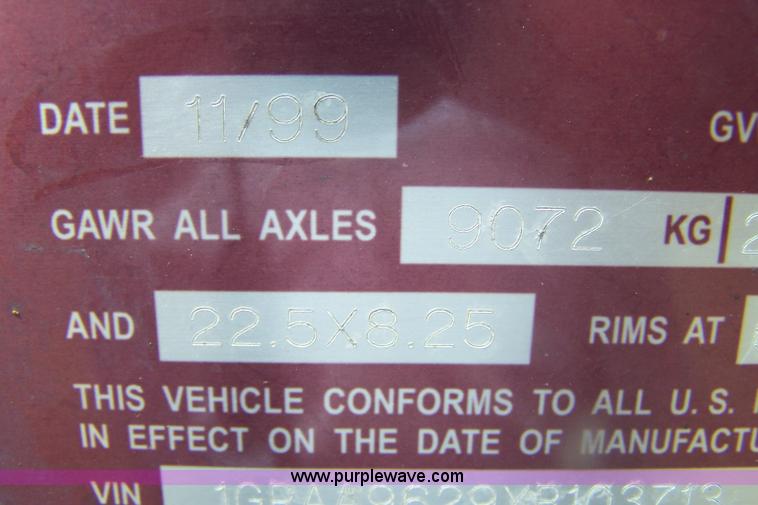 DATE 11/99 GV
GAWR ALL AXLES 9072 KG 2
AND 22.5X8.25 RIMS AT
THIS VEHICLE CONFORMS TO ALL U.S.
IN EFFECT ON THE DATE OF MANUFACTU
www.purplewave.com
VIN